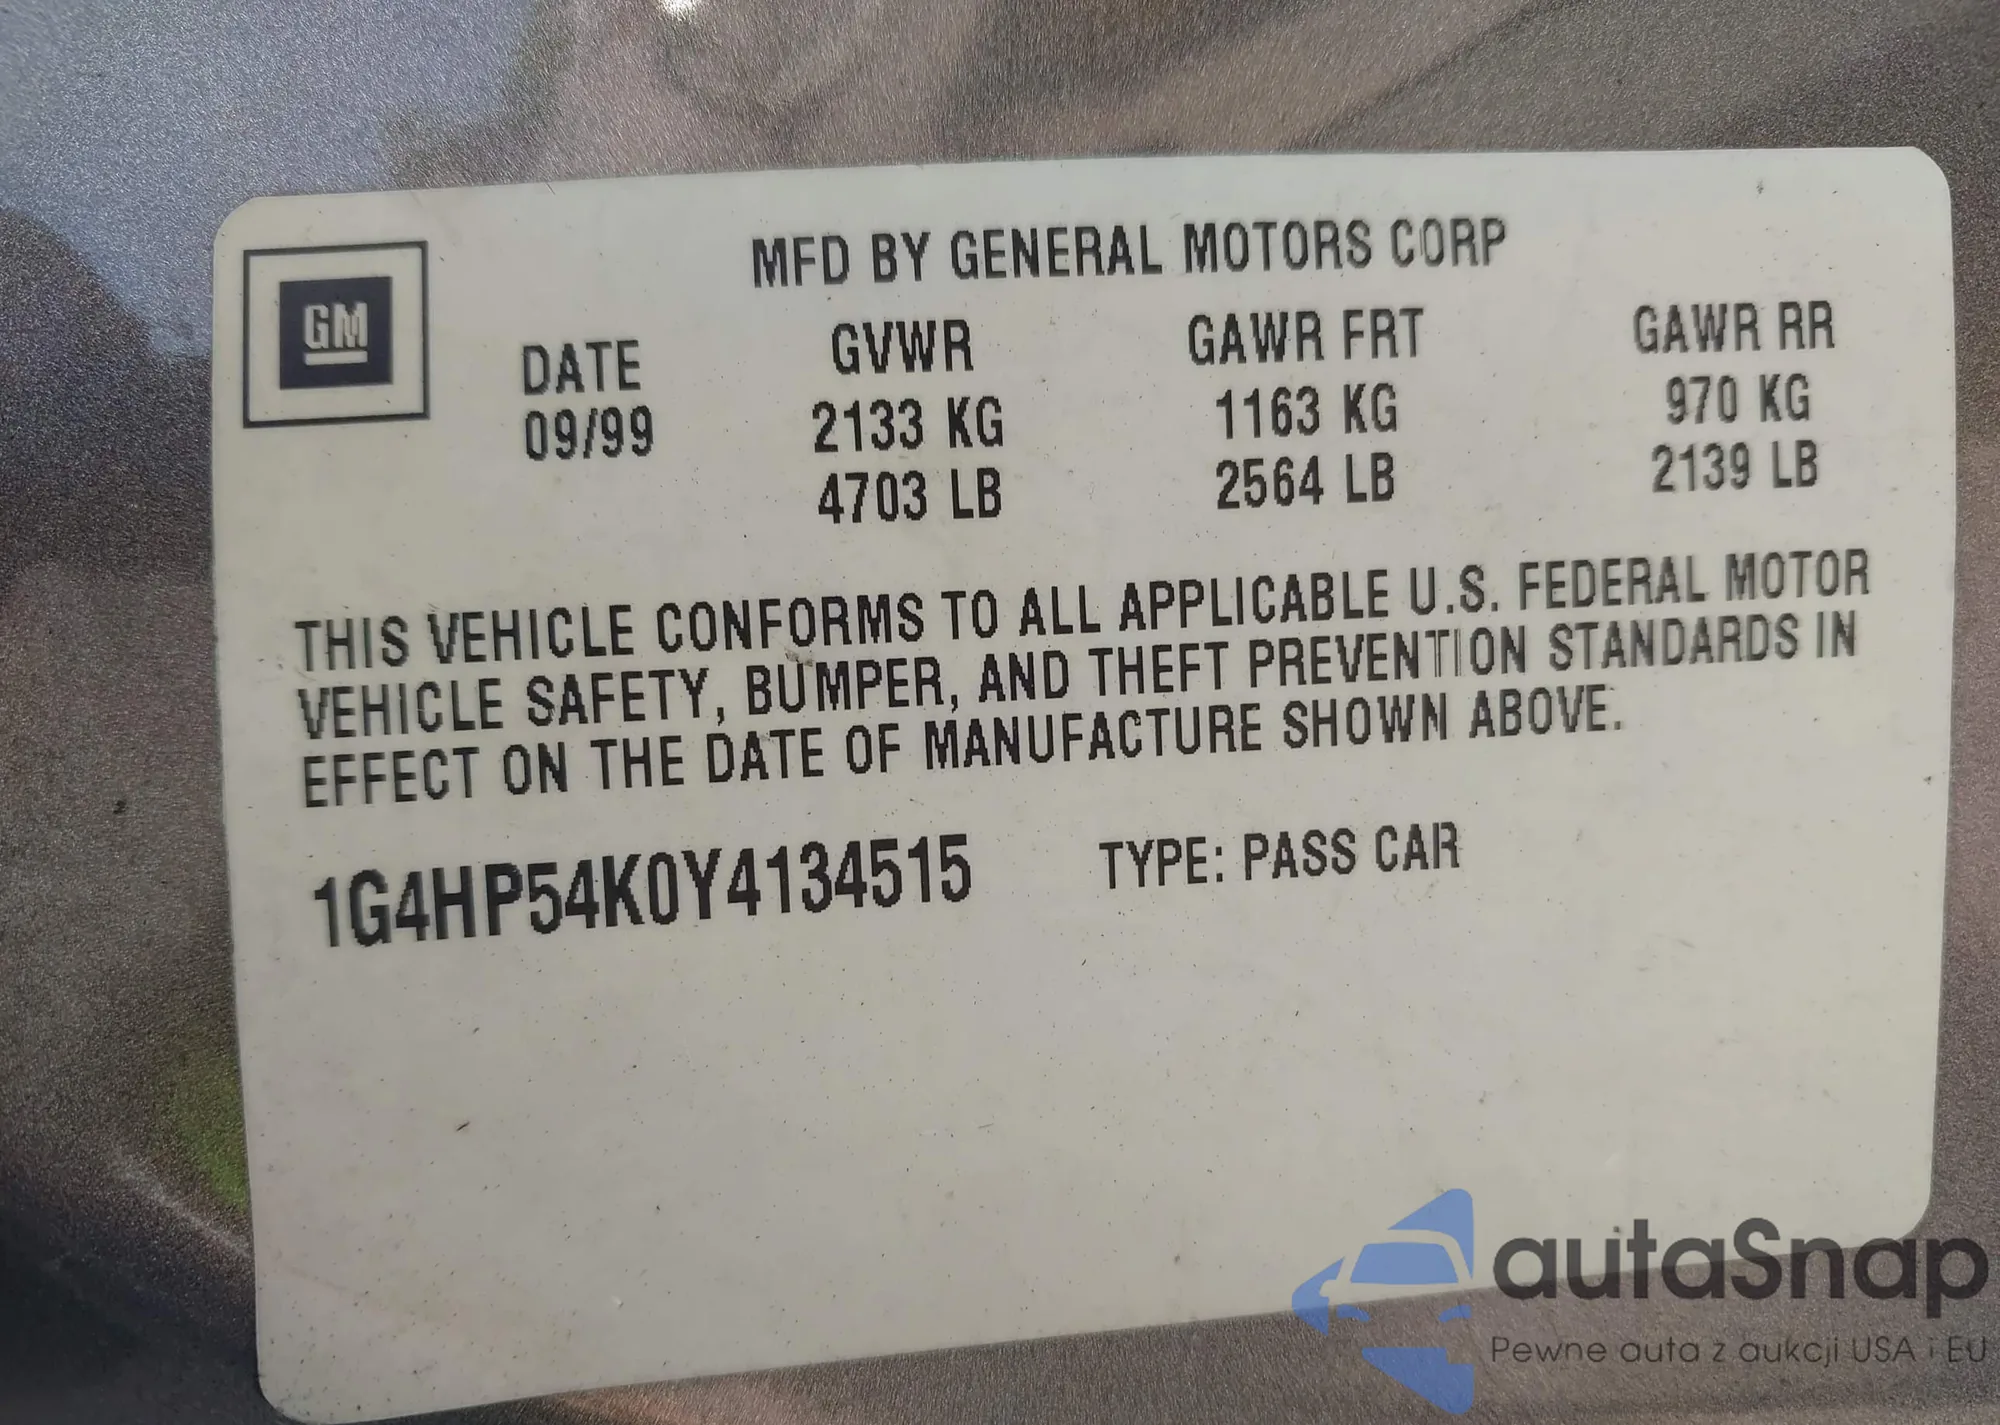 GM
MFD BY GENERAL MOTORS CORP
DATE GVWR GAWR FRT GAWR RR
09/99 2133 KG 1163 KG 970 KG
4703 LB 2564 LB 2139 LB
THIS VEHICLE CONFORMS TO ALL APPLICABLE U.S. FEDERAL MOTOR
VEHICLE SAFETY, BUMPER, AND THEFT PREVENTION STANDARDS IN
EFFECT ON THE DATE OF MANUFACTURE SHOWN ABOVE.
1G4HP54K0Y4134515 TYPE: PASS CAR
autaSnap
Pewne auta z aukcji USA i EU